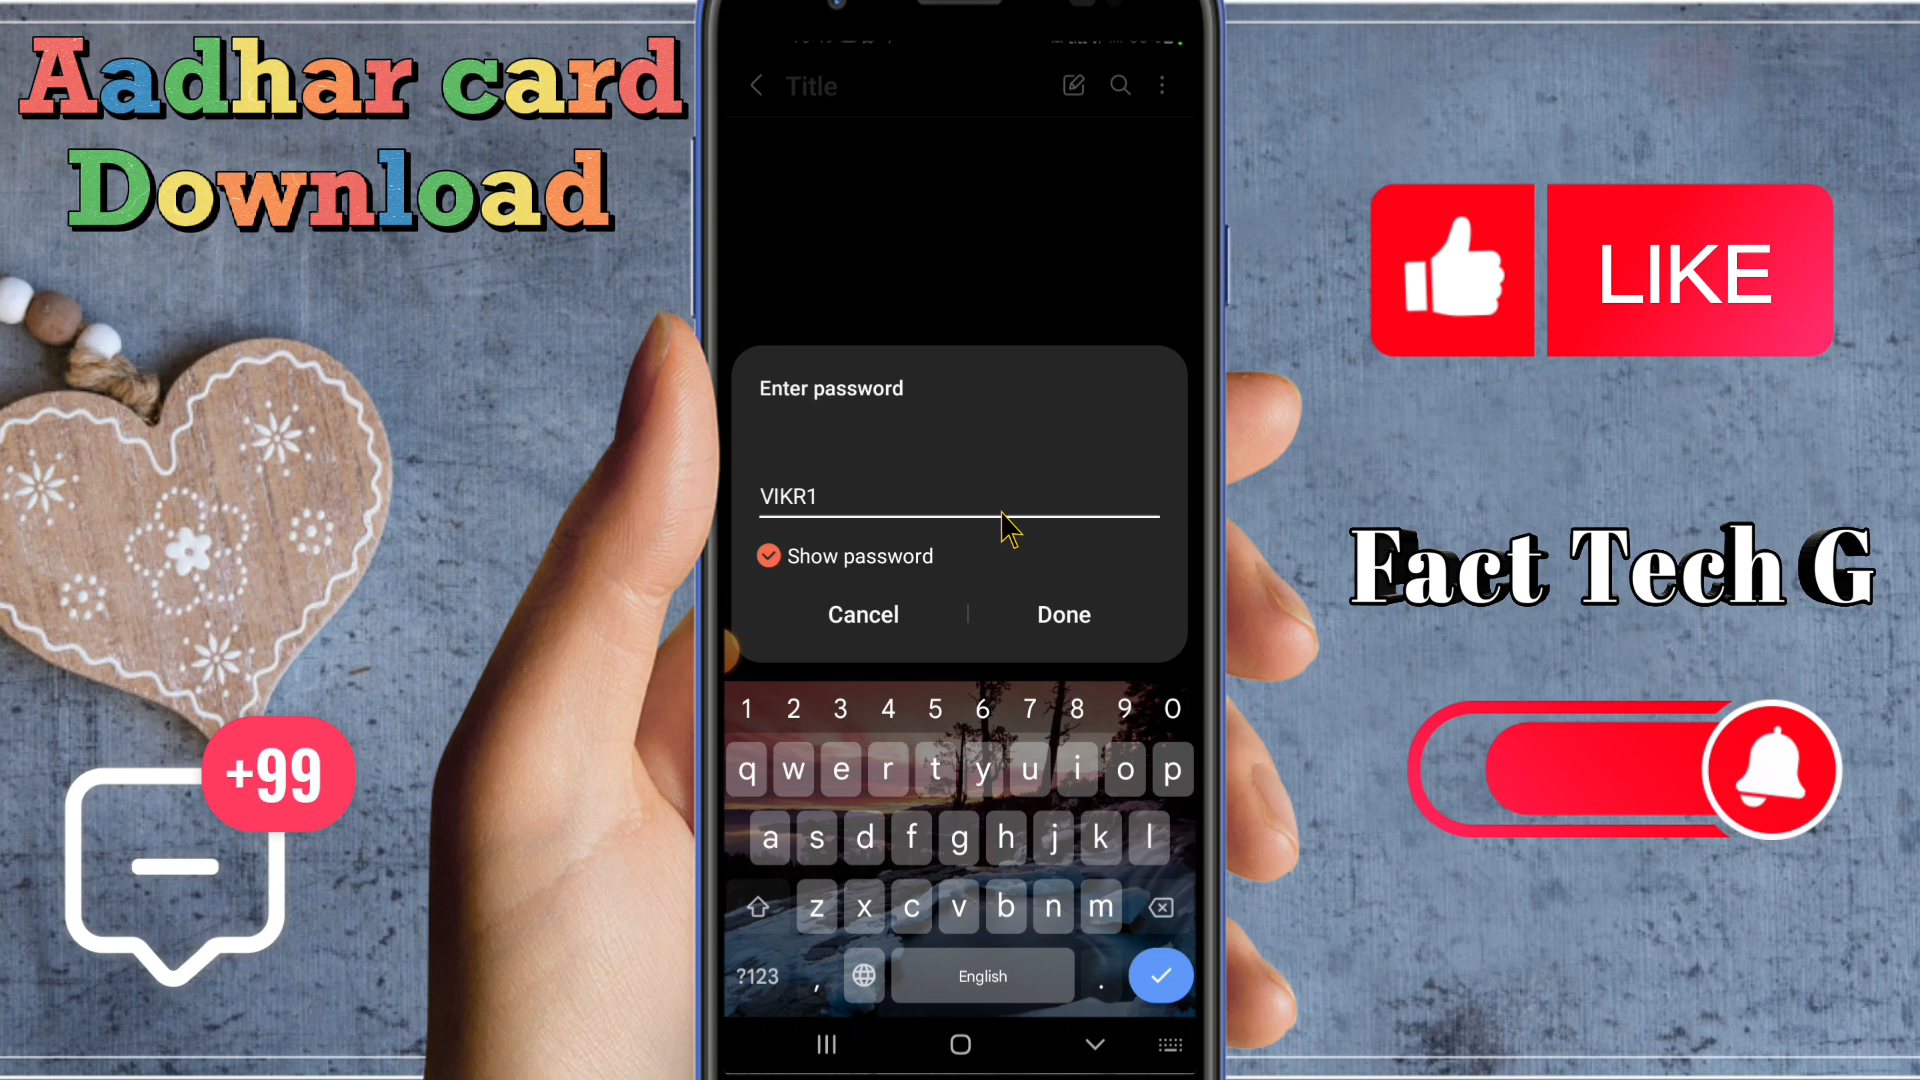 Aadhar card
Download
Title
Enter password
VIKR1
Show password
Cancel
Done
1 2 3 4 5 6 7 8 9 0
q w e r t y u i o p
a s d f g h j k l
z x c v b n m
?123 , English .
LIKE
Fact Tech G
+99